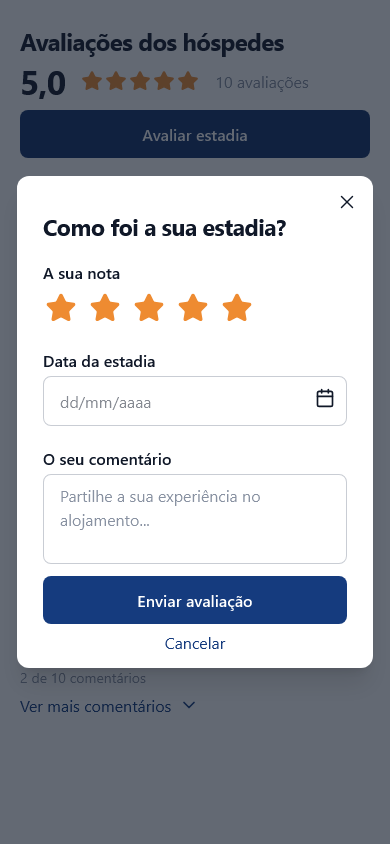 Avaliações dos hóspedes
5,0 10 avaliações
Avaliar estadia
Como foi a sua estadia?
A sua nota
Data da estadia
dd/mm/aaaa
O seu comentário
Partilhe a sua experiência no
alojamento...
Enviar avaliação
Cancelar
2 de 10 comentários
Ver mais comentários